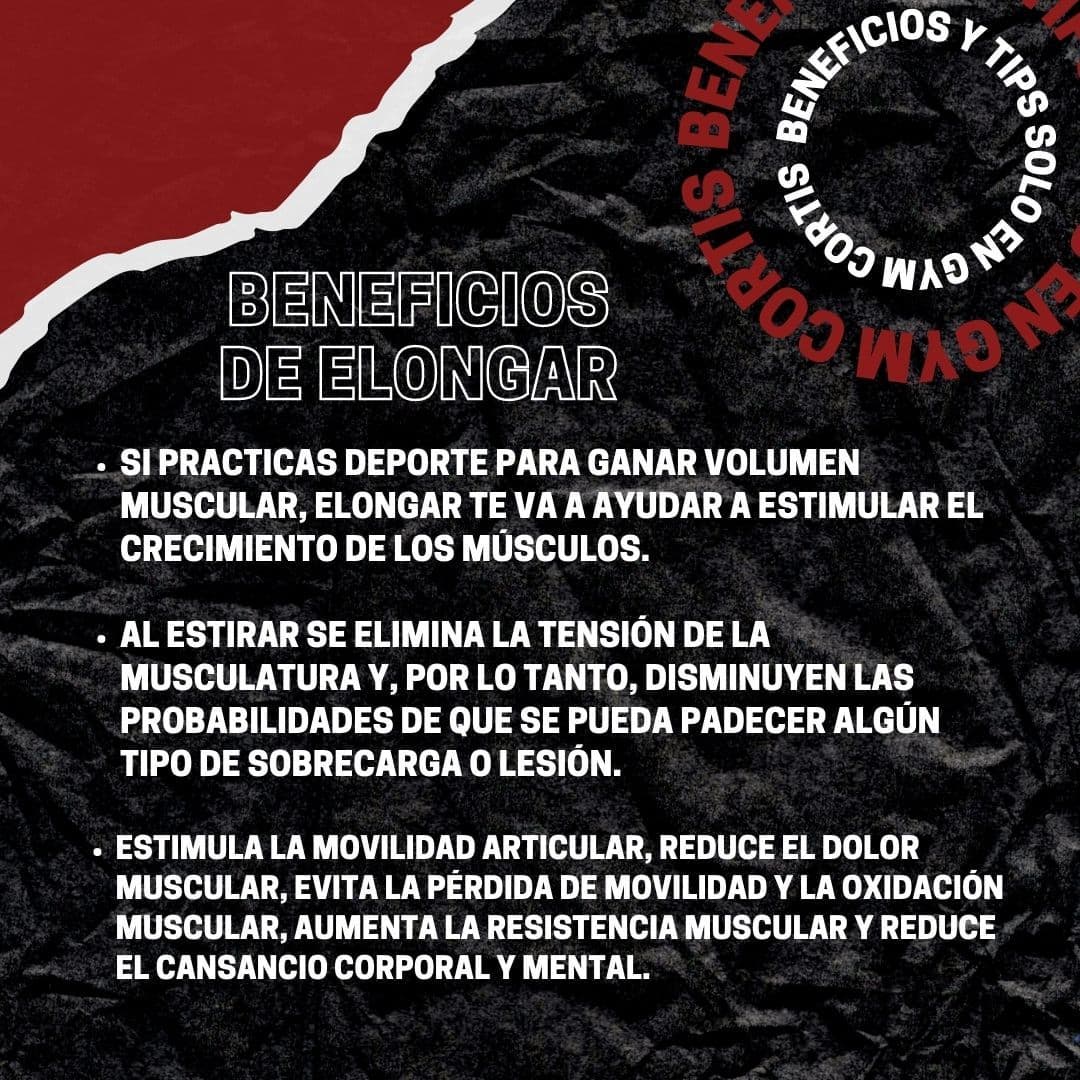 BENEFICIOS Y TIPS SOLO EN GYM CORTIS
BENE
EN GYM CORTIS
BENEFICIOS
DE ELONGAR
• SI PRACTICAS DEPORTE PARA GANAR VOLUMEN
MUSCULAR, ELONGAR TE VA A AYUDAR A ESTIMULAR EL
CRECIMIENTO DE LOS MÚSCULOS.
• AL ESTIRAR SE ELIMINA LA TENSIÓN DE LA
MUSCULATURA Y, POR LO TANTO, DISMINUYEN LAS
PROBABILIDADES DE QUE SE PUEDA PADECER ALGÚN
TIPO DE SOBRECARGA O LESIÓN.
• ESTIMULA LA MOVILIDAD ARTICULAR, REDUCE EL DOLOR
MUSCULAR, EVITA LA PÉRDIDA DE MOVILIDAD Y LA OXIDACIÓN
MUSCULAR, AUMENTA LA RESISTENCIA MUSCULAR Y REDUCE
EL CANSANCIO CORPORAL Y MENTAL.